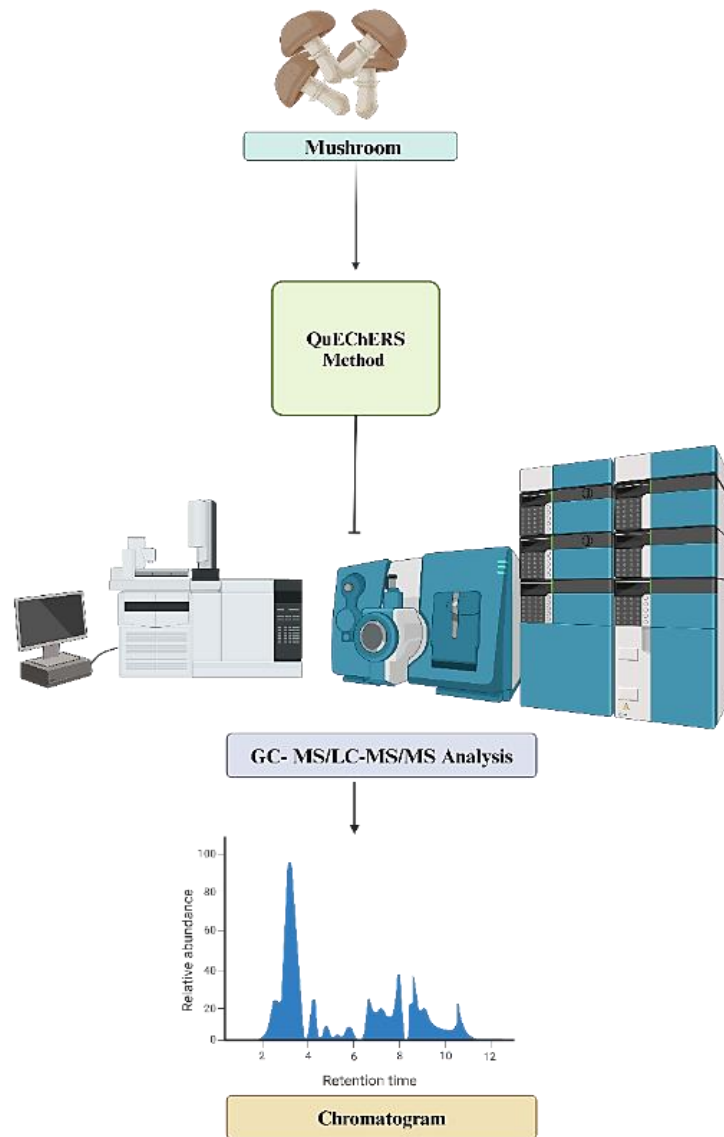 Mushroom
QuEChERS
Method
GC- MS/LC-MS/MS Analysis
Relative abundance
100
80
60
40
20
0
2
4
6
8
10
12
Retention time
Chromatogram